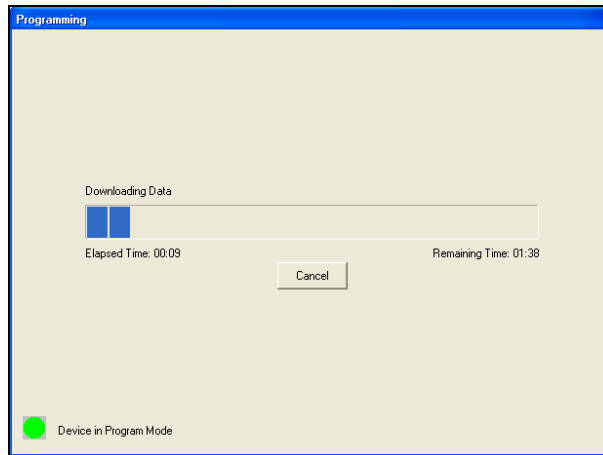 Programming
Downloading Data
Elapsed Time: 00:09
Remaining Time: 01:38
Cancel
Device in Program Mode